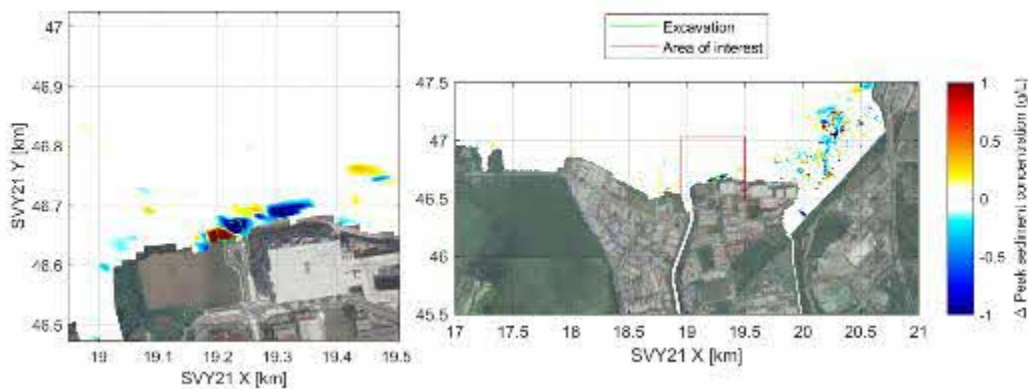 Excavation
Area of interest
47
46.9
46.8
46.7
46.6
46.5
SVY21 Y [km]
19 19.1 19.2 19.3 19.4 19.5
SVY21 X [km]
47.5
47
46.5
46
45.5
17 17.5 18 18.5 19 19.5 20 20.5 21
SVY21 X [km]
1
0.5
0
-0.5
-1
Δ Peak sediment concentration (g/L)